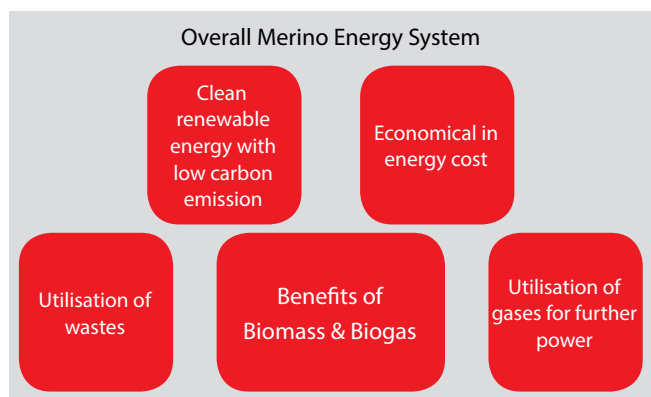 Overall Merino Energy System
Clean
renewable
energy with
low carbon
emission
Economical in
energy cost
Utilisation of
wastes
Benefits of
Biomass & Biogas
Utilisation of
gases for further
power